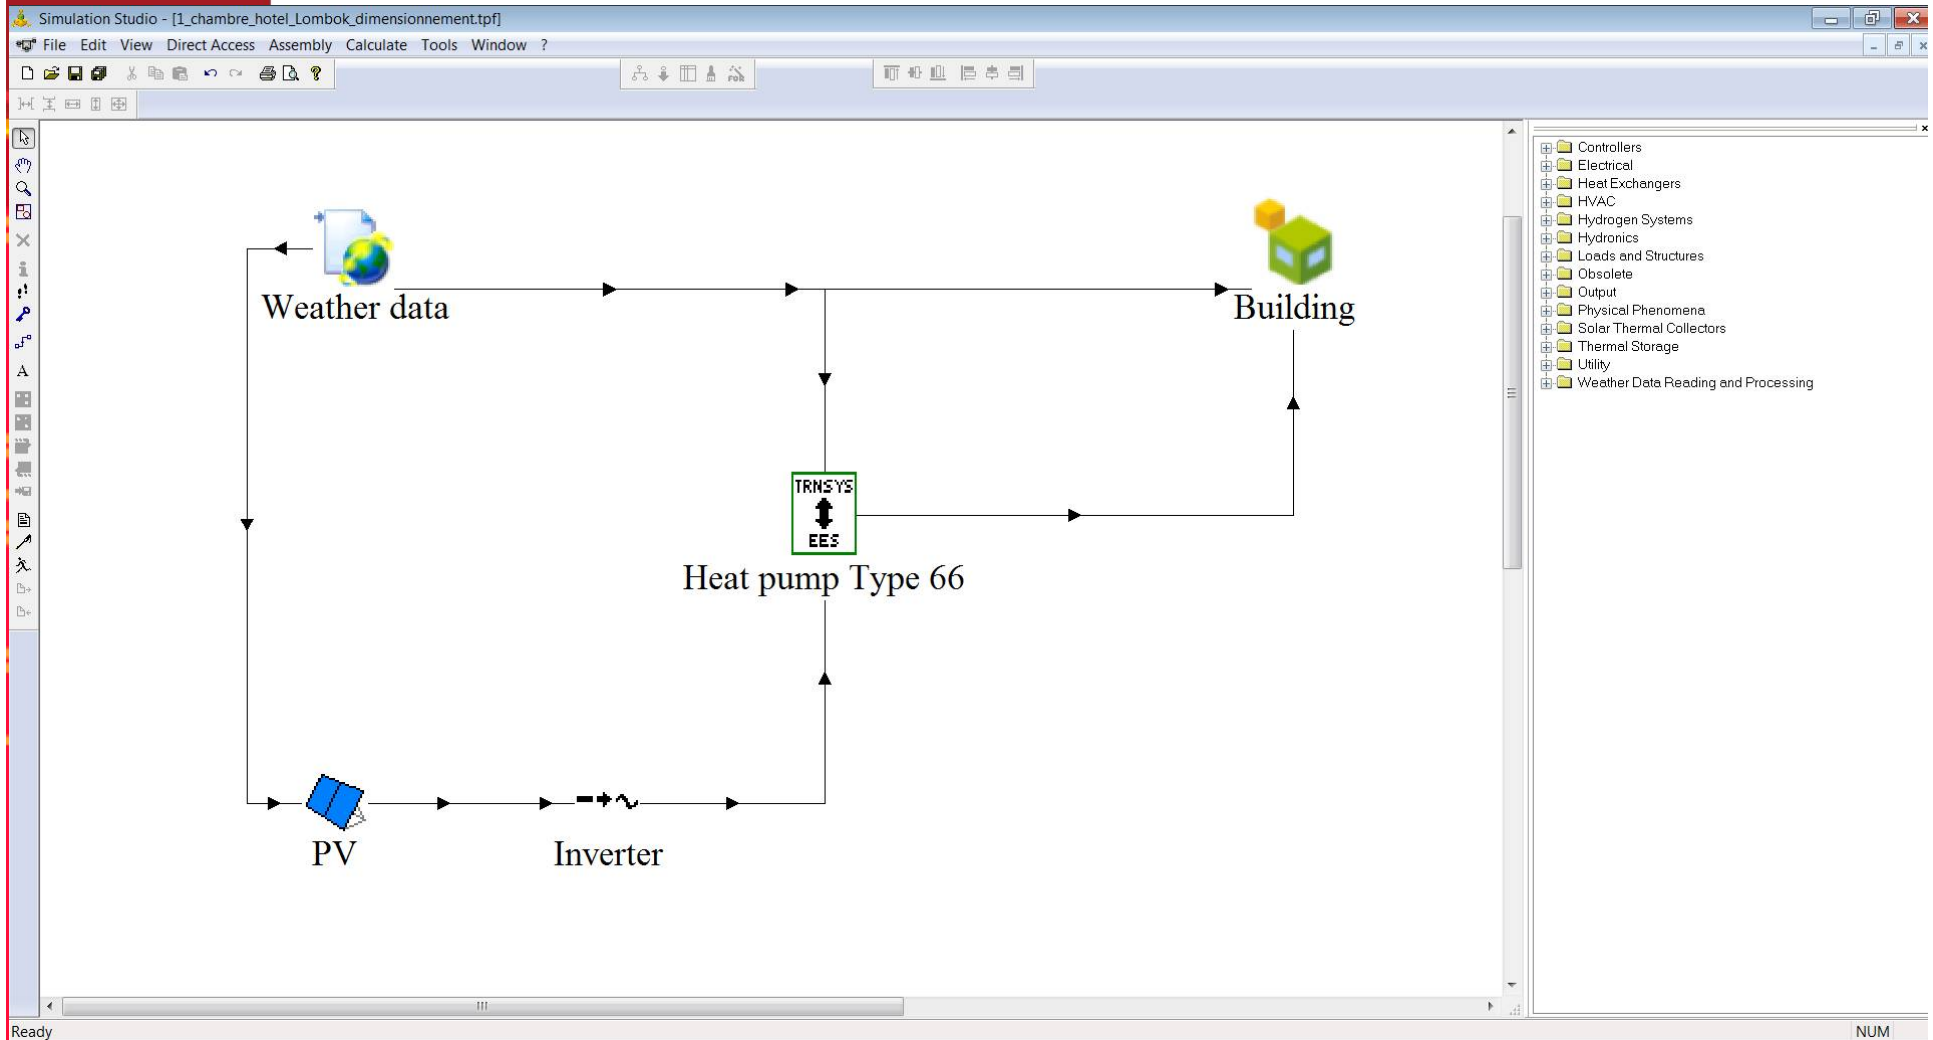 Simulation Studio - [1_chambre_hotel_Lombok_dimensionnement.tpf]
File Edit View Direct Access Assembly Calculate Tools Window ?
FOR
A
Controllers
Electrical
Heat Exchangers
HVAC
Hydrogen Systems
Hydronics
Loads and Structures
Obsolete
Output
Physical Phenomena
Solar Thermal Collectors
Thermal Storage
Utility
Weather Data Reading and Processing
Weather data
Building
TRNSYS
EES
Heat pump Type 66
PV
Inverter
Ready
NUM